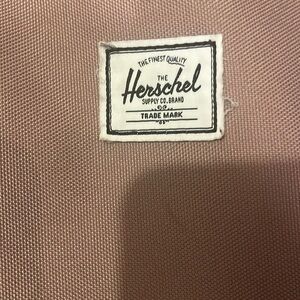 THE FINEST QUALITY
THE
Herschel
SUPPLY CO. BRAND
TRADE MARK